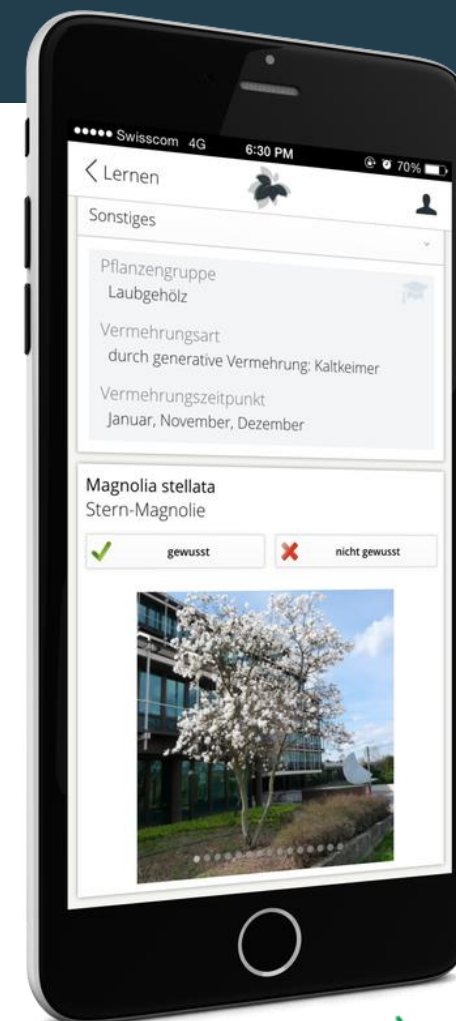 Swisscom 4G 6:30 PM 70%
Lernen
Sonstiges
Pflanzengruppe
Laubgehölz
Vermehrungsart
durch generative Vermehrung: Kaltkeimer
Vermehrungszeitpunkt
Januar, November, Dezember
Magnolia stellata
Stern-Magnolie
gewusst nicht gewusst